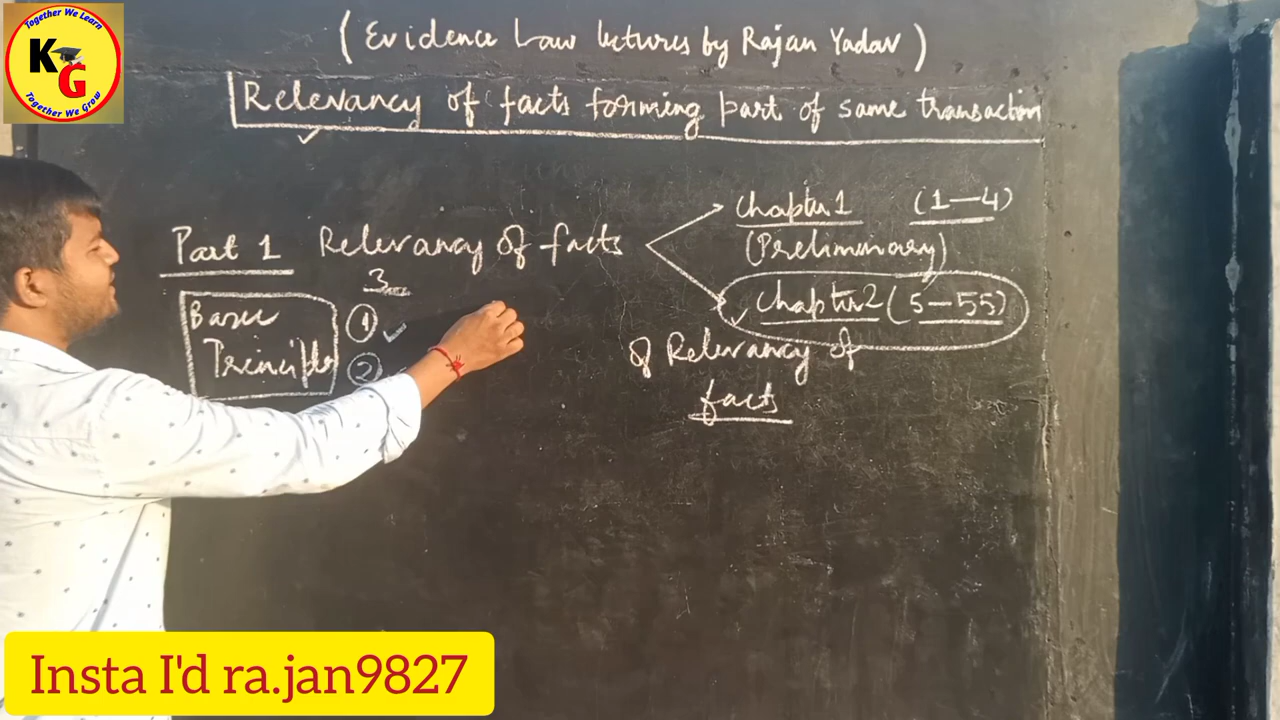 Together We Learn
KG
Together We Grow
(Evidence Law lectures by Rajan Yadav)
Relevancy of facts forming part of same transaction
Part 1 Relevancy of facts
Chapter 1 (1-4)
(Preliminary)
Chapter 2 (5-55)
Of Relevancy of
facts
3
Basic
Principles
①
②
Insta I'd ra.jan9827